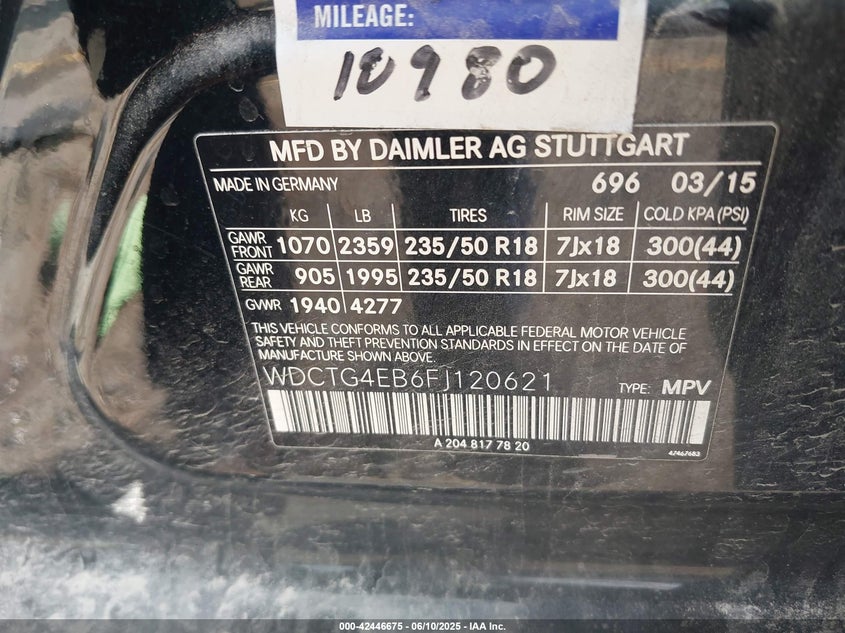 MILEAGE:
10980
MFD BY DAIMLER AG STUTTGART
MADE IN GERMANY 696 03/15
KG LB TIRES RIM SIZE COLD KPA (PSI)
GAWR FRONT 1070 2359 235/50 R18 7Jx18 300(44)
GAWR REAR 905 1995 235/50 R18 7Jx18 300(44)
GVWR 1940 4277
THIS VEHICLE CONFORMS TO ALL APPLICABLE FEDERAL MOTOR VEHICLE
SAFETY AND THEFT PREVENTION STANDARDS IN EFFECT ON THE DATE OF
MANUFACTURE SHOWN ABOVE.
WDCTG4EB6FJ120621 TYPE: MPV
A 204 817 78 20
47467683
000-42446675 - 06/10/2025 - IAA Inc.